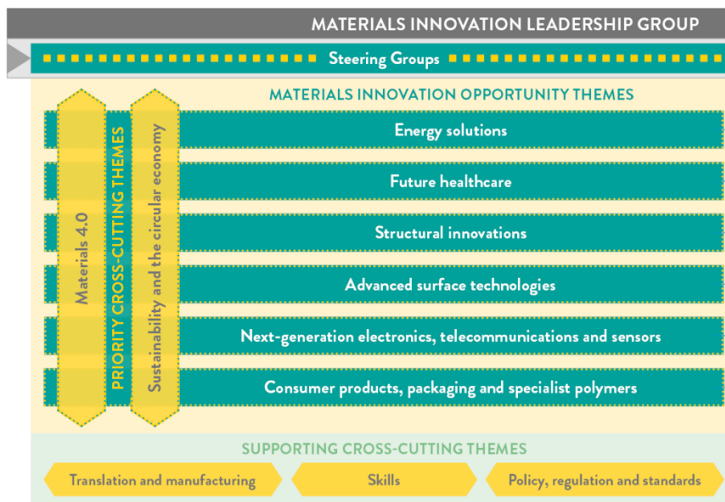 MATERIALS INNOVATION LEADERSHIP GROUP
Steering Groups
MATERIALS INNOVATION OPPORTUNITY THEMES
Materials 4.0
PRIORITY CROSS-CUTTING THEMES
Sustainability and the circular economy
Energy solutions
Future healthcare
Structural innovations
Advanced surface technologies
Next-generation electronics, telecommunications and sensors
Consumer products, packaging and specialist polymers
SUPPORTING CROSS-CUTTING THEMES
Translation and manufacturing
Skills
Policy, regulation and standards